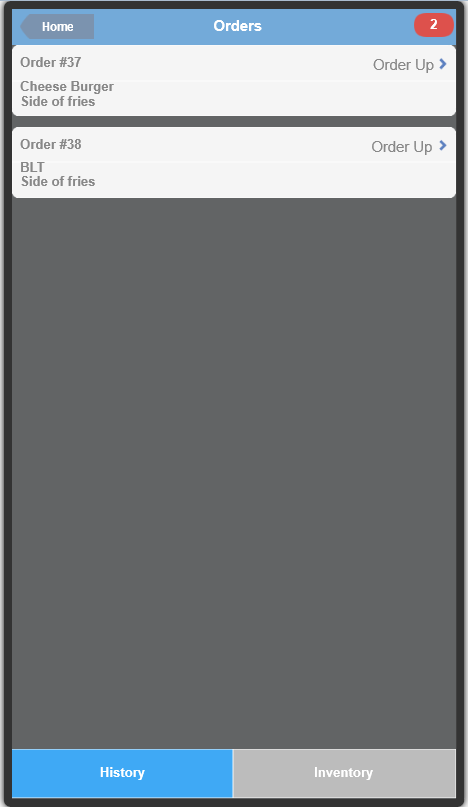 Home
Orders
2
Order #37
Order Up
Cheese Burger
Side of fries
Order #38
Order Up
BLT
Side of fries
History
Inventory